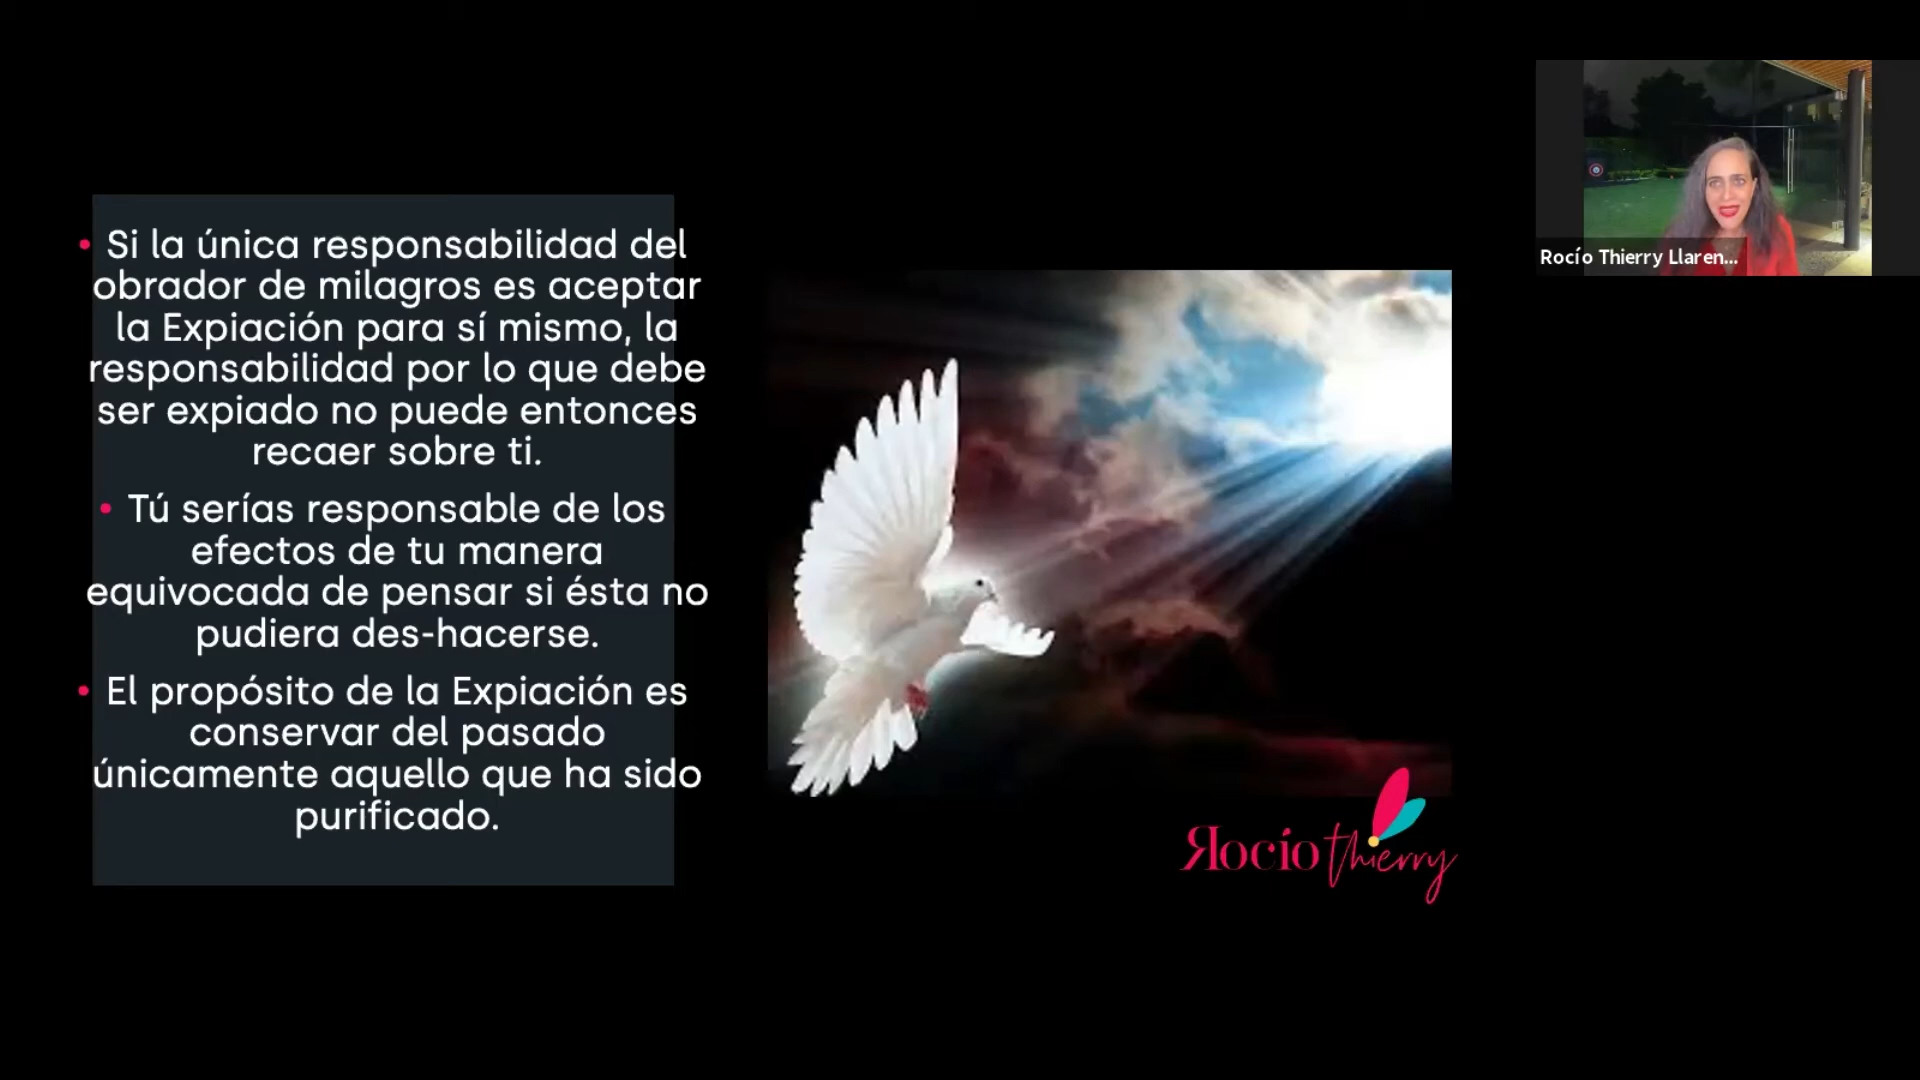 • Si la única responsabilidad del
obrador de milagros es aceptar
la Expiación para sí mismo, la
responsabilidad por lo que debe
ser expiado no puede entonces
recaer sobre ti.
• Tú serías responsable de los
efectos de tu manera
equivocada de pensar si ésta no
pudiera des-hacerse.
• El propósito de la Expiación es
conservar del pasado
únicamente aquello que ha sido
purificado.
Rocío Thierry Llaren...
Rocío thierry